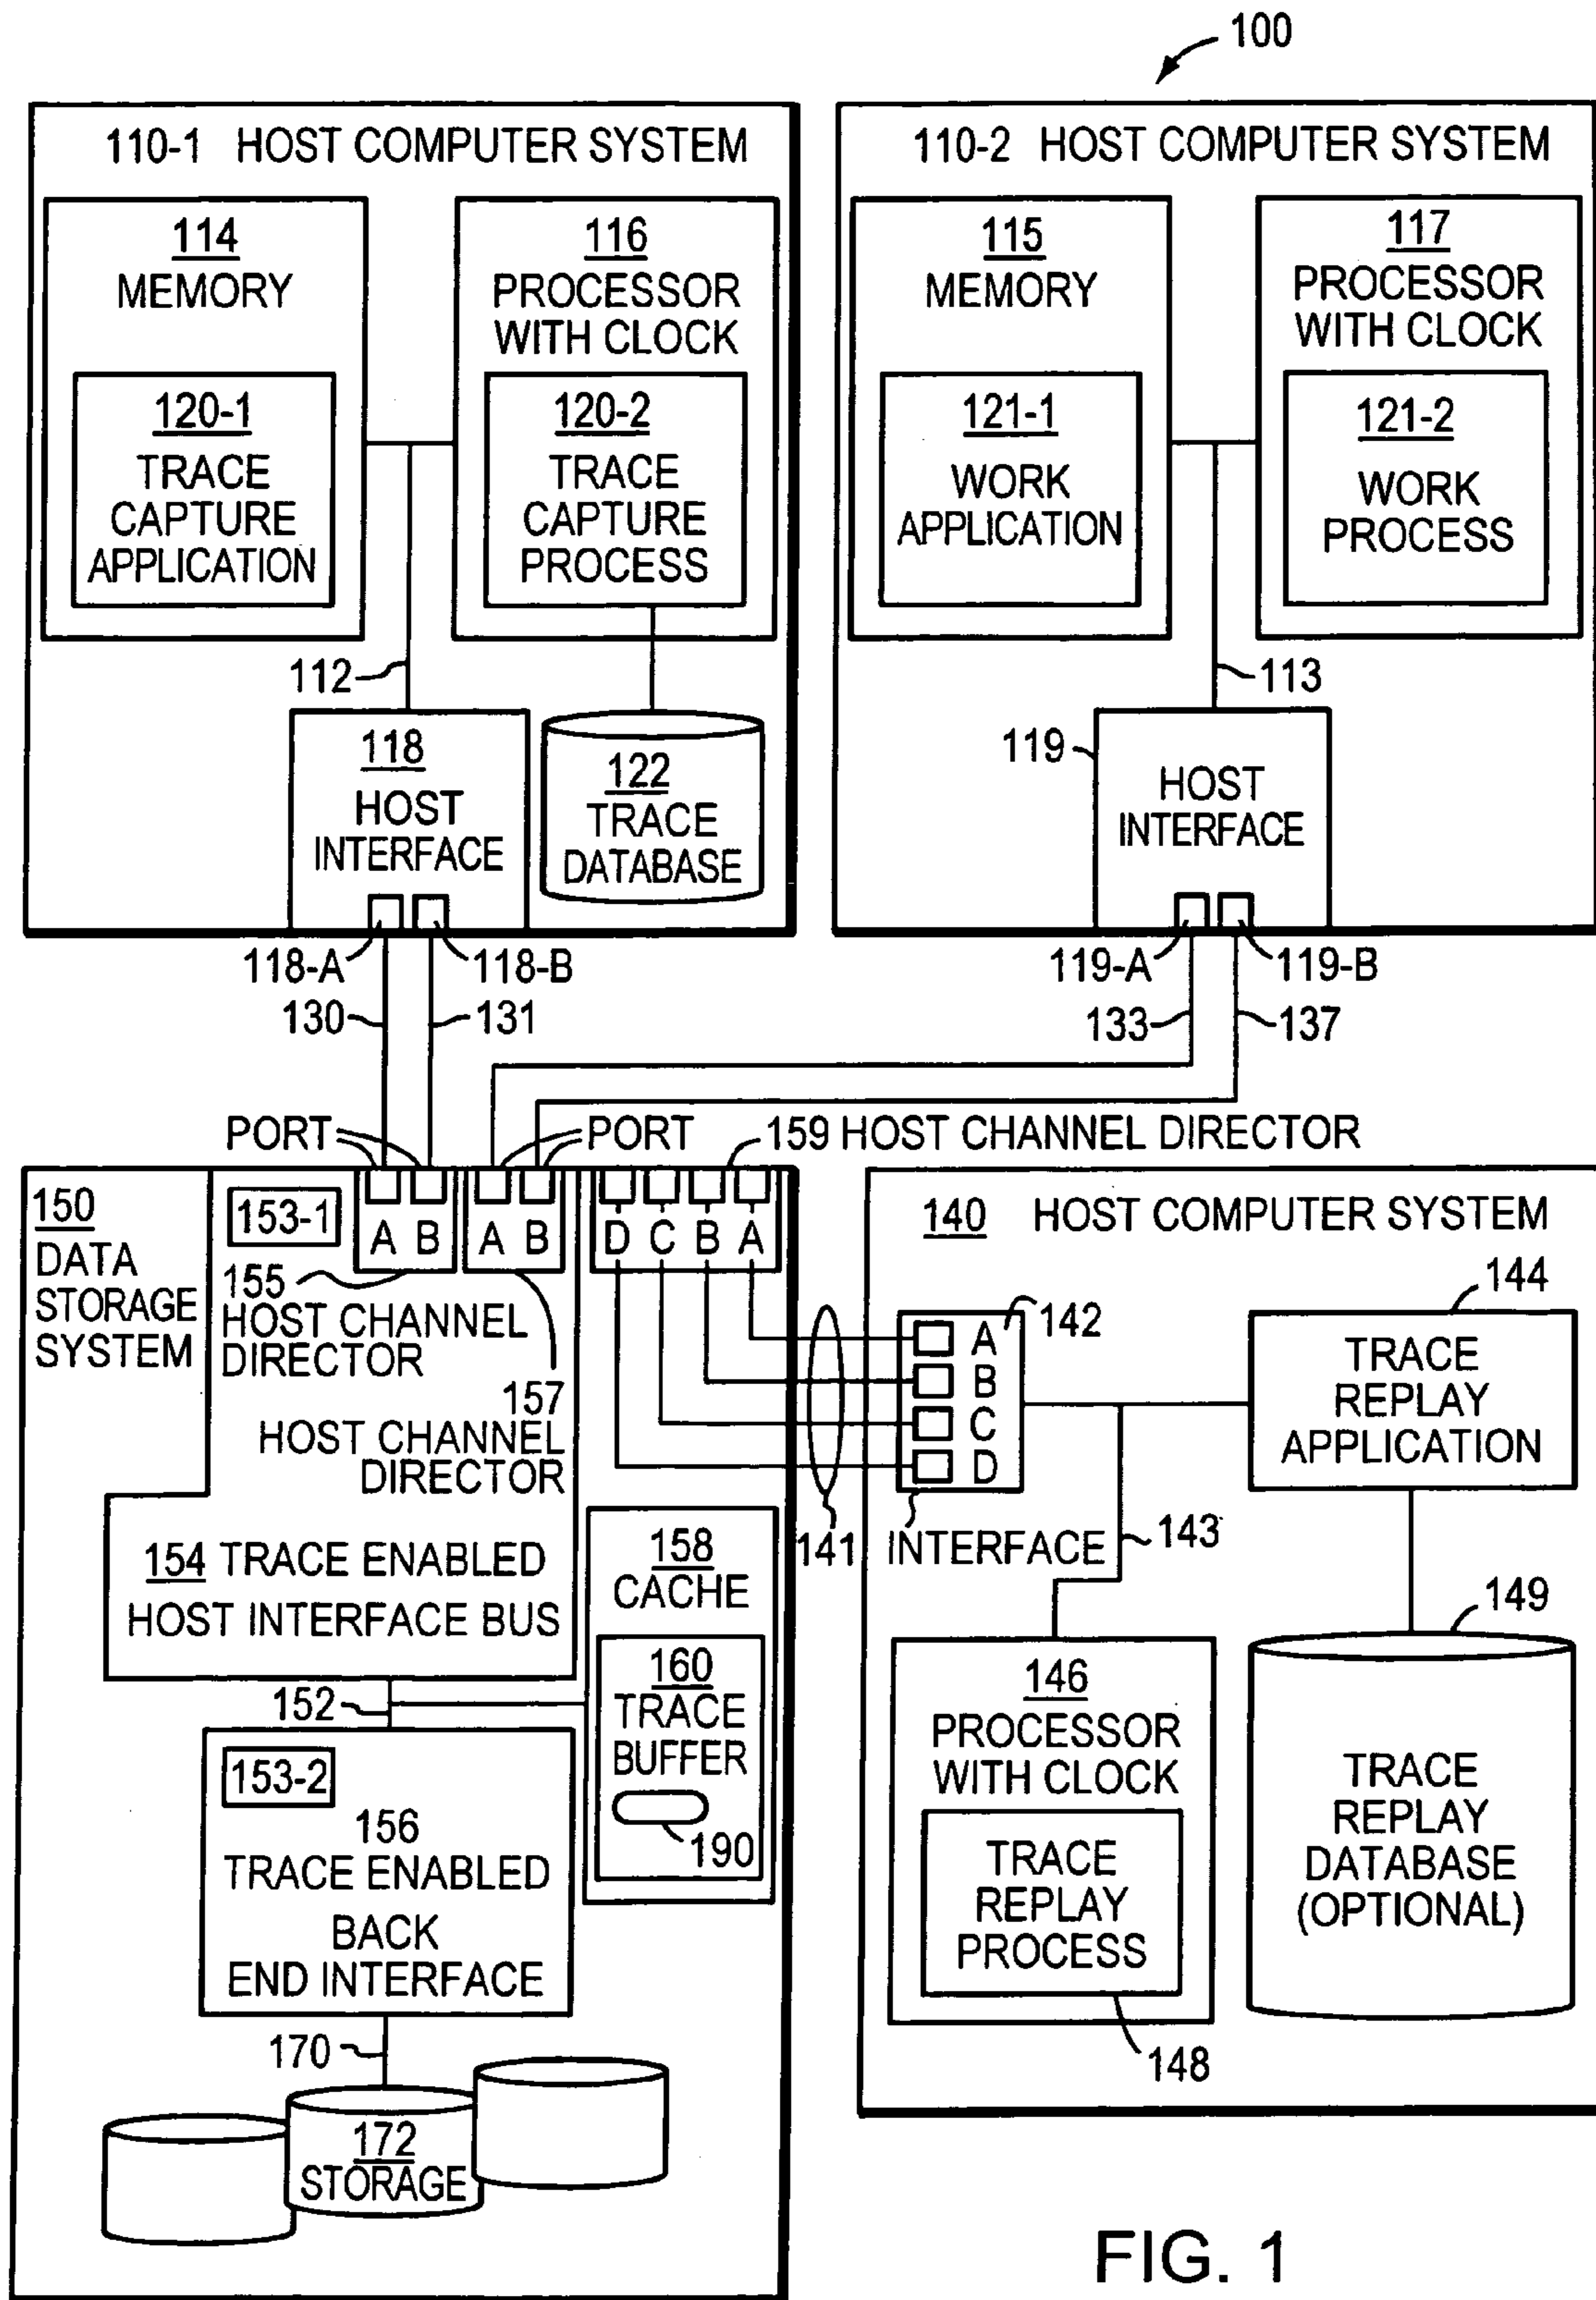 100
110-1 HOST COMPUTER SYSTEM
114
MEMORY
120-1
TRACE
CAPTURE
APPLICATION
116
PROCESSOR
WITH CLOCK
120-2
TRACE
CAPTURE
PROCESS
112
118
HOST
INTERFACE
122
TRACE
DATABASE
118-A
118-B
130
131
110-2 HOST COMPUTER SYSTEM
115
MEMORY
121-1
WORK
APPLICATION
117
PROCESSOR
WITH CLOCK
121-2
WORK
PROCESS
113
119
HOST
INTERFACE
119-A
119-B
133
137
PORT
PORT
159 HOST CHANNEL DIRECTOR
150
DATA
STORAGE
SYSTEM
153-1
A B
A B
D C B A
155
HOST CHANNEL
DIRECTOR
157
HOST CHANNEL
DIRECTOR
154 TRACE ENABLED
HOST INTERFACE BUS
158
CACHE
160
TRACE
BUFFER
190
152
153-2
156
TRACE ENABLED
BACK
END INTERFACE
170
172
STORAGE
141
140 HOST COMPUTER SYSTEM
142
A
B
C
D
INTERFACE
143
144
TRACE
REPLAY
APPLICATION
146
PROCESSOR
WITH CLOCK
TRACE
REPLAY
PROCESS
148
149
TRACE
REPLAY
DATABASE
(OPTIONAL)
FIG. 1